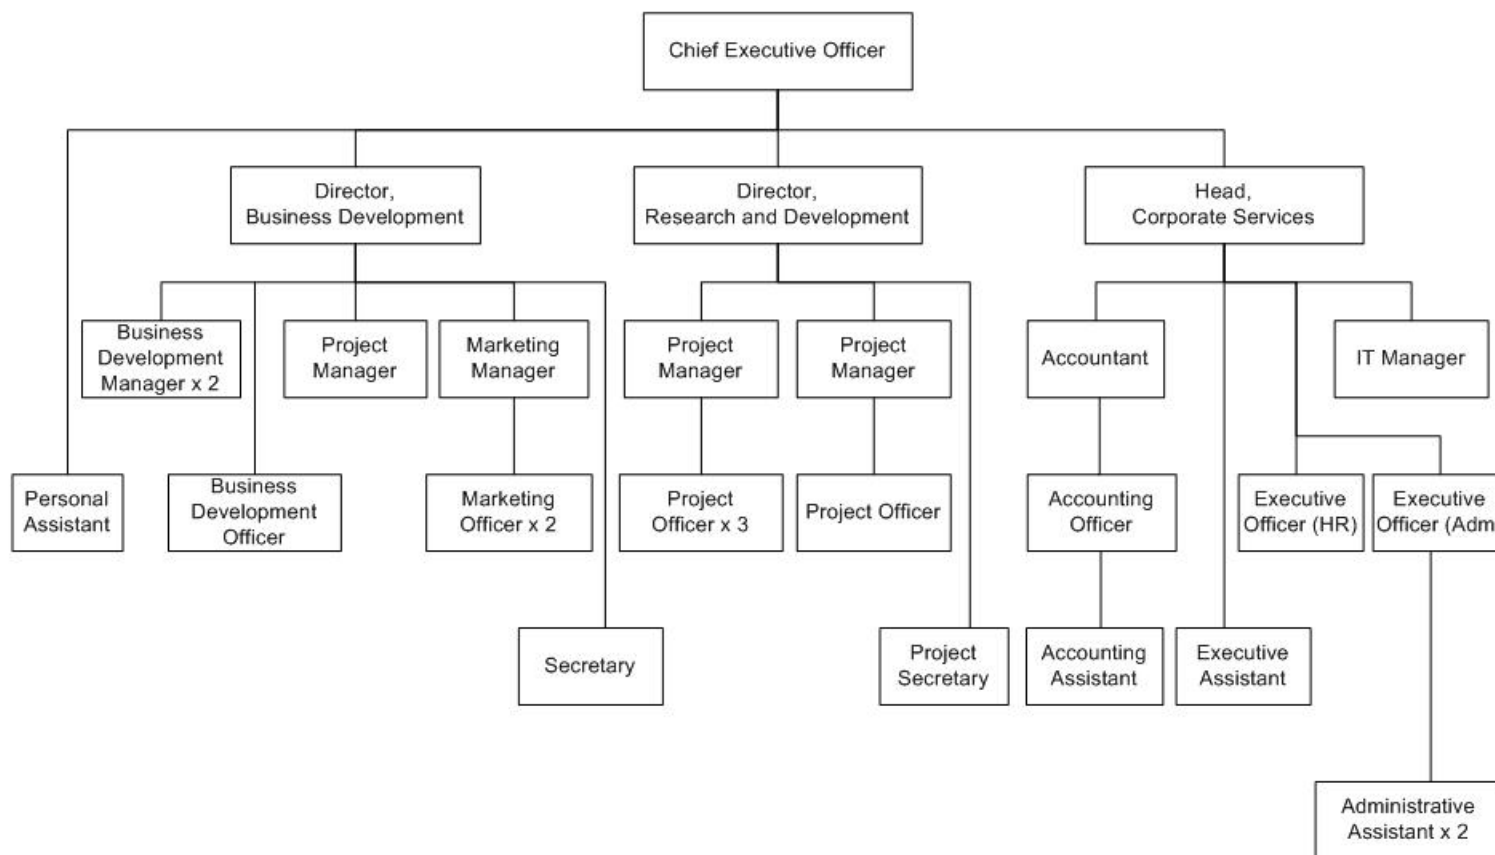 Chief Executive Officer
Director,
Business Development
Director,
Research and Development
Head,
Corporate Services
Business
Development
Manager x 2
Project
Manager
Marketing
Manager
Project
Manager
Project
Manager
Accountant
IT Manager
Personal
Assistant
Business
Development
Officer
Marketing
Officer x 2
Project
Officer x 3
Project Officer
Accounting
Officer
Executive
Officer (HR)
Executive
Officer (Adm
Secretary
Project
Secretary
Accounting
Assistant
Executive
Assistant
Administrative
Assistant x 2